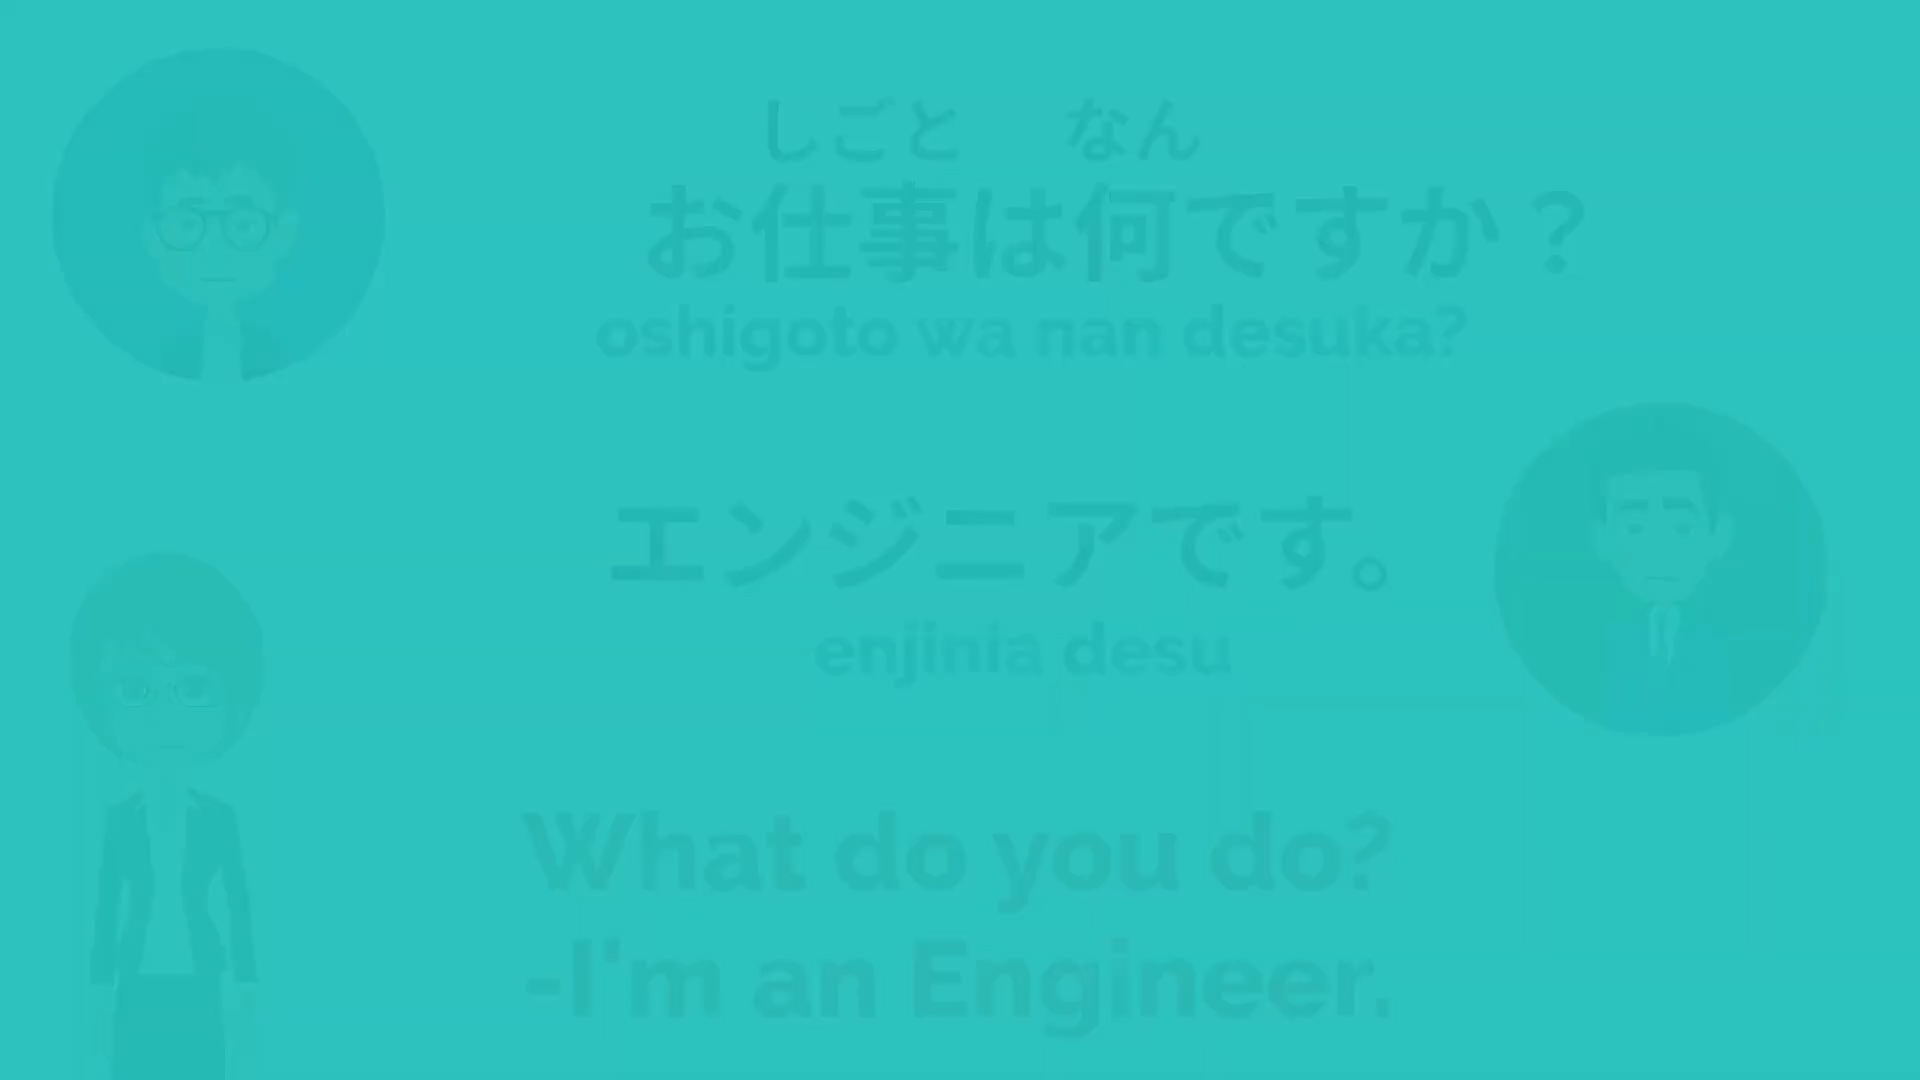 しごと なん
お仕事は何ですか？
oshigoto wa nan desuka?
エンジニアです。
enjinia desu
What do you do?
-I'm an Engineer.